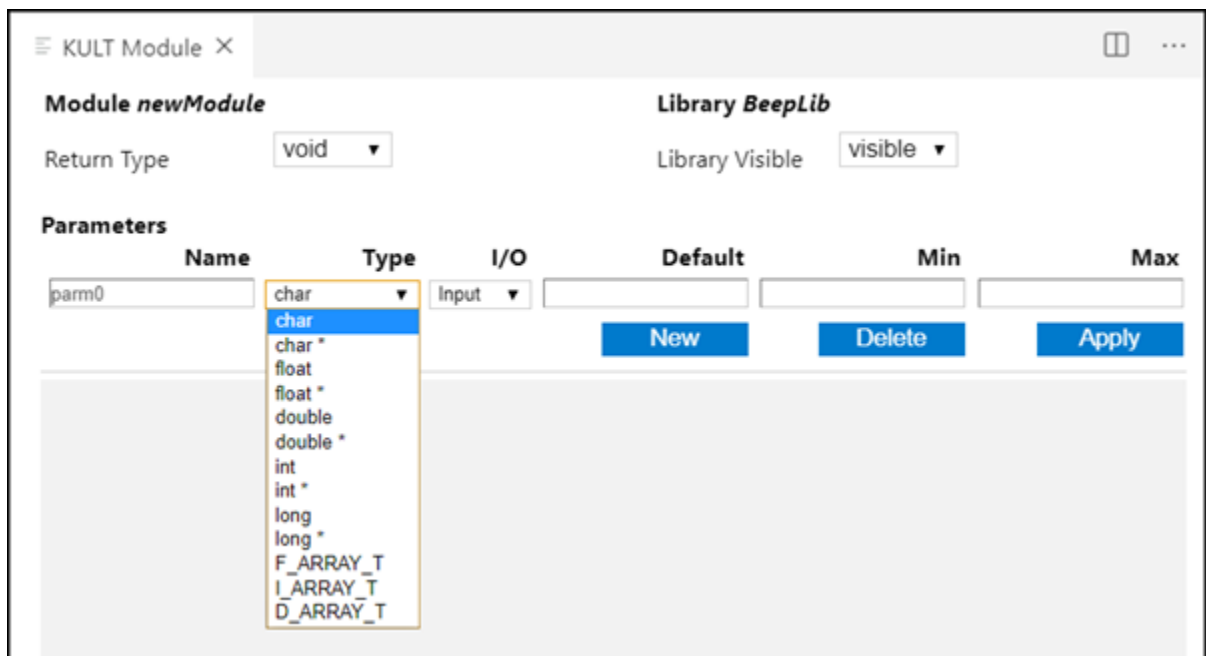 KULT Module
Module newModule Library BeepLib
Return Type void Library Visible visible
Parameters
Name Type I/O Default Min Max
parm0 char Input
New Delete Apply
char
char *
float
float *
double
double *
int
int *
long
long *
F_ARRAY_T
I_ARRAY_T
D_ARRAY_T